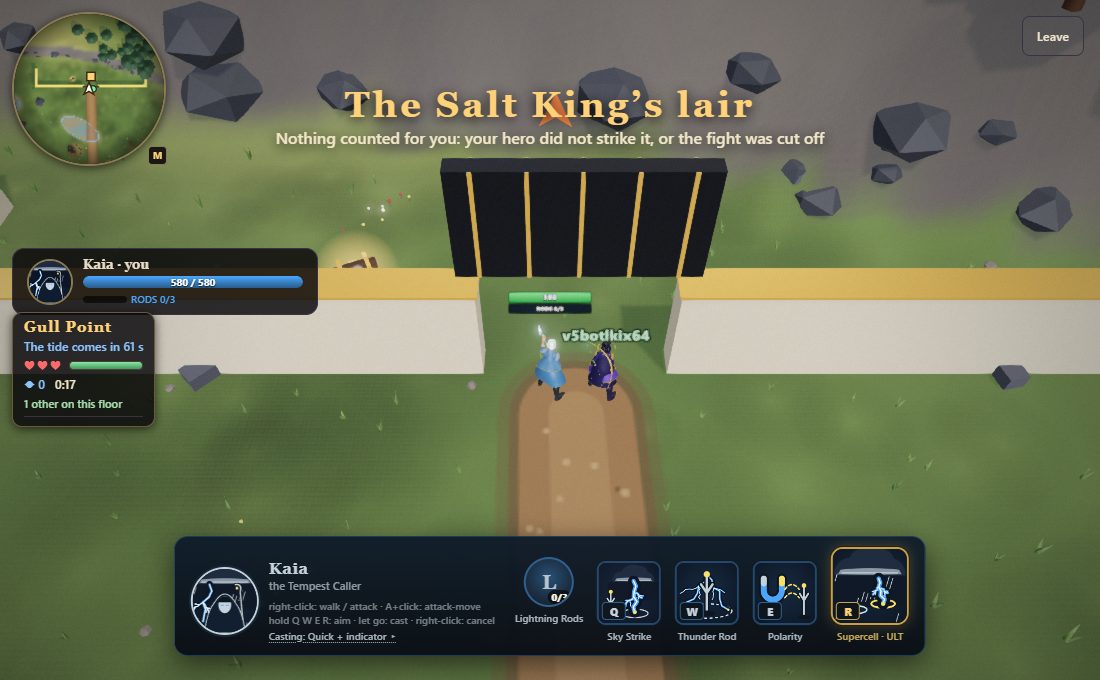 Leave
The Salt King's lair
Nothing counted for you: your hero did not strike it, or the fight was cut off
M
Kaia · you
580 / 580
RODS 0/3
Gull Point
The tide comes in 61 s
0 0:17
1 other on this floor
RODS 0/3
v5botlkix64
Kaia
the Tempest Caller
right-click: walk / attack · A+click: attack-move
hold Q W E R: aim · let go: cast · right-click: cancel
Casting: Quick + indicator
L
0/3
Lightning Rods
Q
Sky Strike
W
Thunder Rod
E
Polarity
R
Supercell · ULT